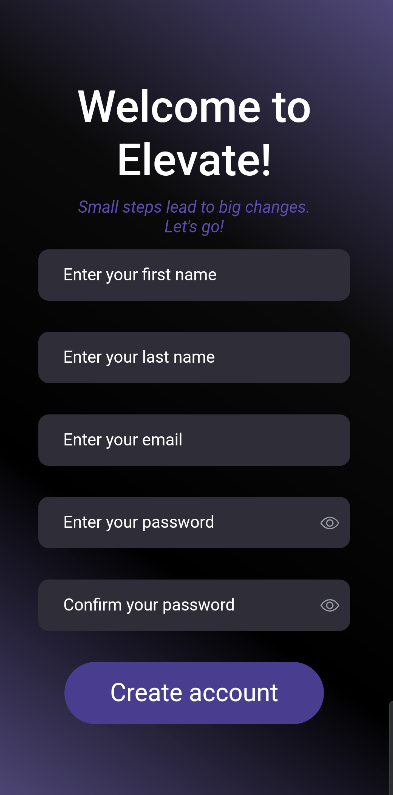 Welcome to
Elevate!
Small steps lead to big changes.
Let's go!
Enter your first name
Enter your last name
Enter your email
Enter your password
Confirm your password
Create account